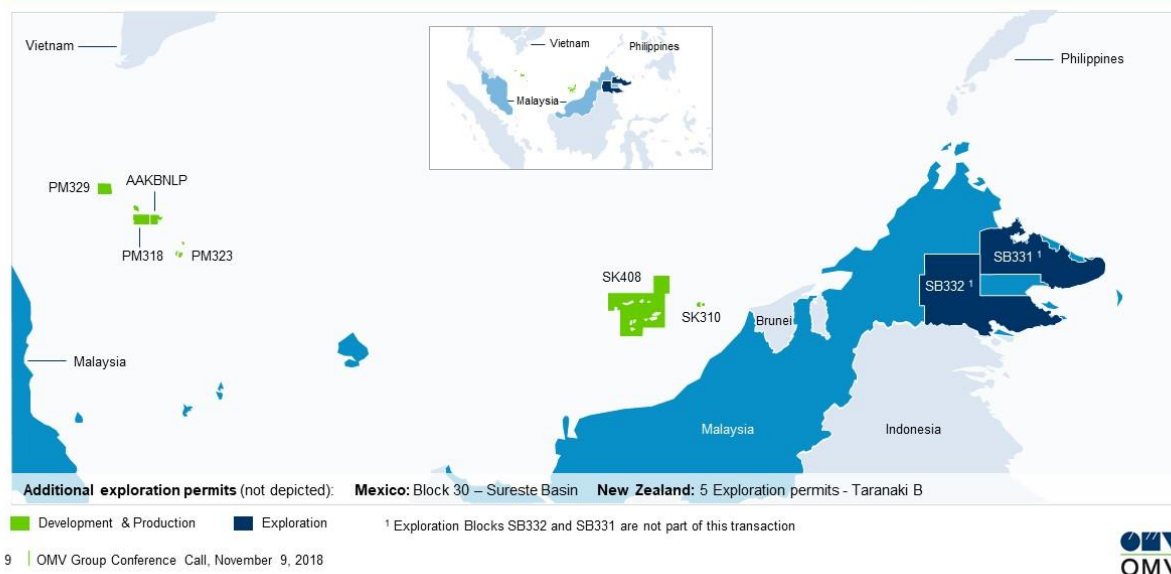 Vietnam
Philippines
Malaysia
Vietnam
Philippines
PM329
AAKBNLP
PM318
PM323
SK408
SK310
Brunei
SB331 ¹
SB332 ¹
Malaysia
Malaysia
Indonesia
Additional exploration permits (not depicted): Mexico: Block 30 – Sureste Basin New Zealand: 5 Exploration permits - Taranaki B
Development & Production Exploration ¹ Exploration Blocks SB332 and SB331 are not part of this transaction
9 | OMV Group Conference Call, November 9, 2018
OMV
OMV